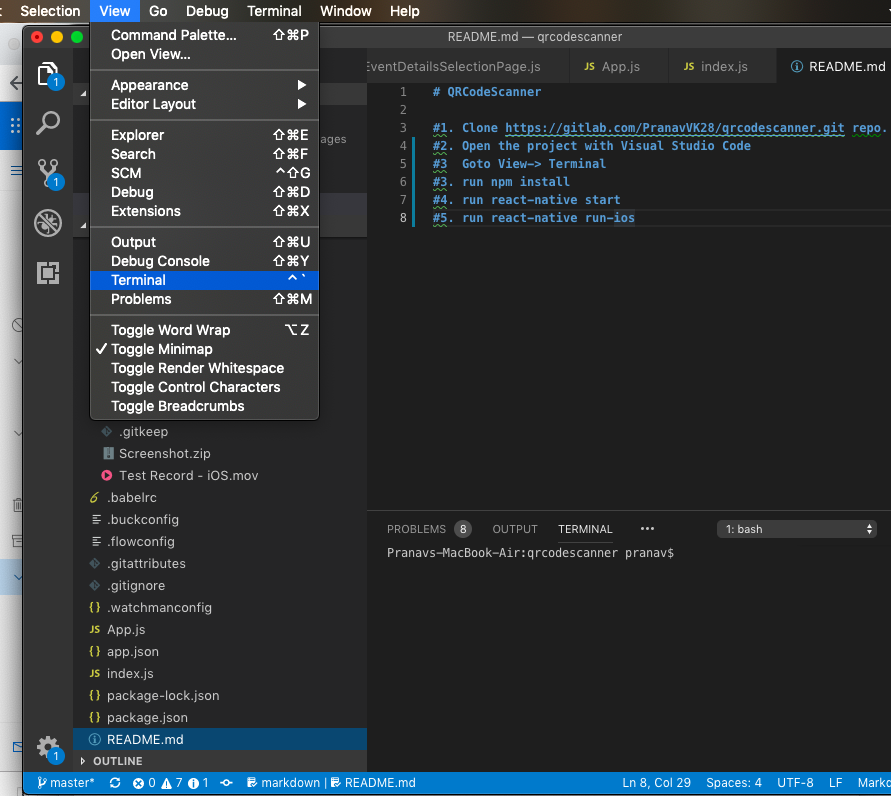 Selection View Go Debug Terminal Window Help
README.md — qrcodescanner
Command Palette... ⇧⌘P
Open View...
Appearance ▶
Editor Layout ▶
Explorer ⇧⌘E
Search ⇧⌘F
SCM ⌃⇧G
Debug ⇧⌘D
Extensions ⇧⌘X
Output ⇧⌘U
Debug Console ⇧⌘Y
Terminal ⌃`
Problems ⇧⌘M
Toggle Word Wrap ⌥Z
✓ Toggle Minimap
Toggle Render Whitespace
Toggle Control Characters
Toggle Breadcrumbs
1
1
1
ages
.gitkeep
Screenshot.zip
Test Record - iOS.mov
.babelrc
.buckconfig
.flowconfig
.gitattributes
.gitignore
{} .watchmanconfig
JS App.js
{} app.json
JS index.js
{} package-lock.json
{} package.json
README.md
OUTLINE
EventDetailsSelectionPage.js JS App.js JS index.js README.md
1 # QRCodeScanner
2
3 #1. Clone https://gitlab.com/PranavVK28/qrcodescanner.git repo.
4 #2. Open the project with Visual Studio Code
5 #3 Goto View-> Terminal
6 #3. run npm install
7 #4. run react-native start
8 #5. run react-native run-ios
PROBLEMS 8 OUTPUT TERMINAL ••• 1: bash
Pranavs-MacBook-Air:qrcodescanner pranav$
master* 0 7 1 markdown | README.md Ln 8, Col 29 Spaces: 4 UTF-8 LF